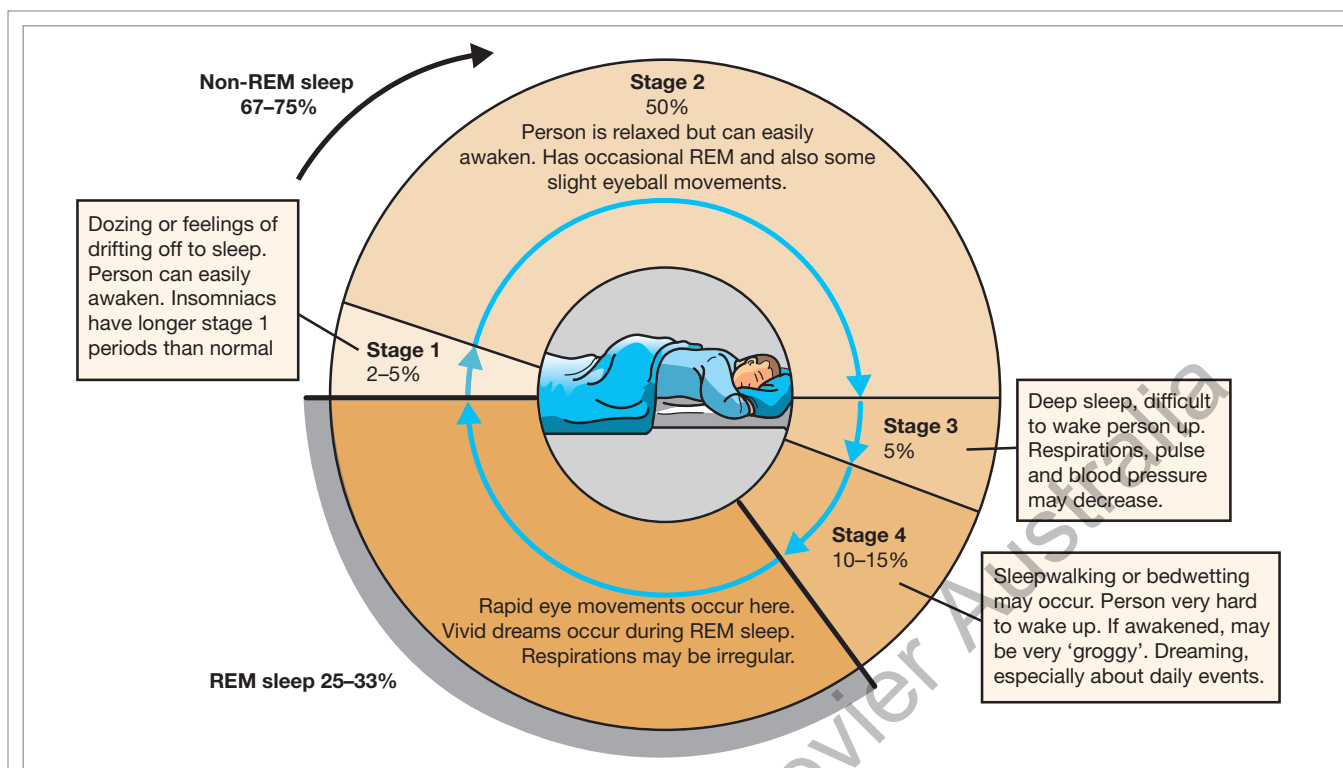 Non-REM sleep
67–75%
Stage 2
50%
Person is relaxed but can easily
awaken. Has occasional REM and also some
slight eyeball movements.
Dozing or feelings of
drifting off to sleep.
Person can easily
awaken. Insomniacs
have longer stage 1
periods than normal
Stage 1
2–5%
Stage 3
5%
Deep sleep, difficult
to wake person up.
Respirations, pulse
and blood pressure
may decrease.
Stage 4
10–15%
Sleepwalking or bedwetting
may occur. Person very hard
to wake up. If awakened, may
be very ‘groggy’. Dreaming,
especially about daily events.
Rapid eye movements occur here.
Vivid dreams occur during REM sleep.
Respirations may be irregular.
REM sleep 25–33%
Australia